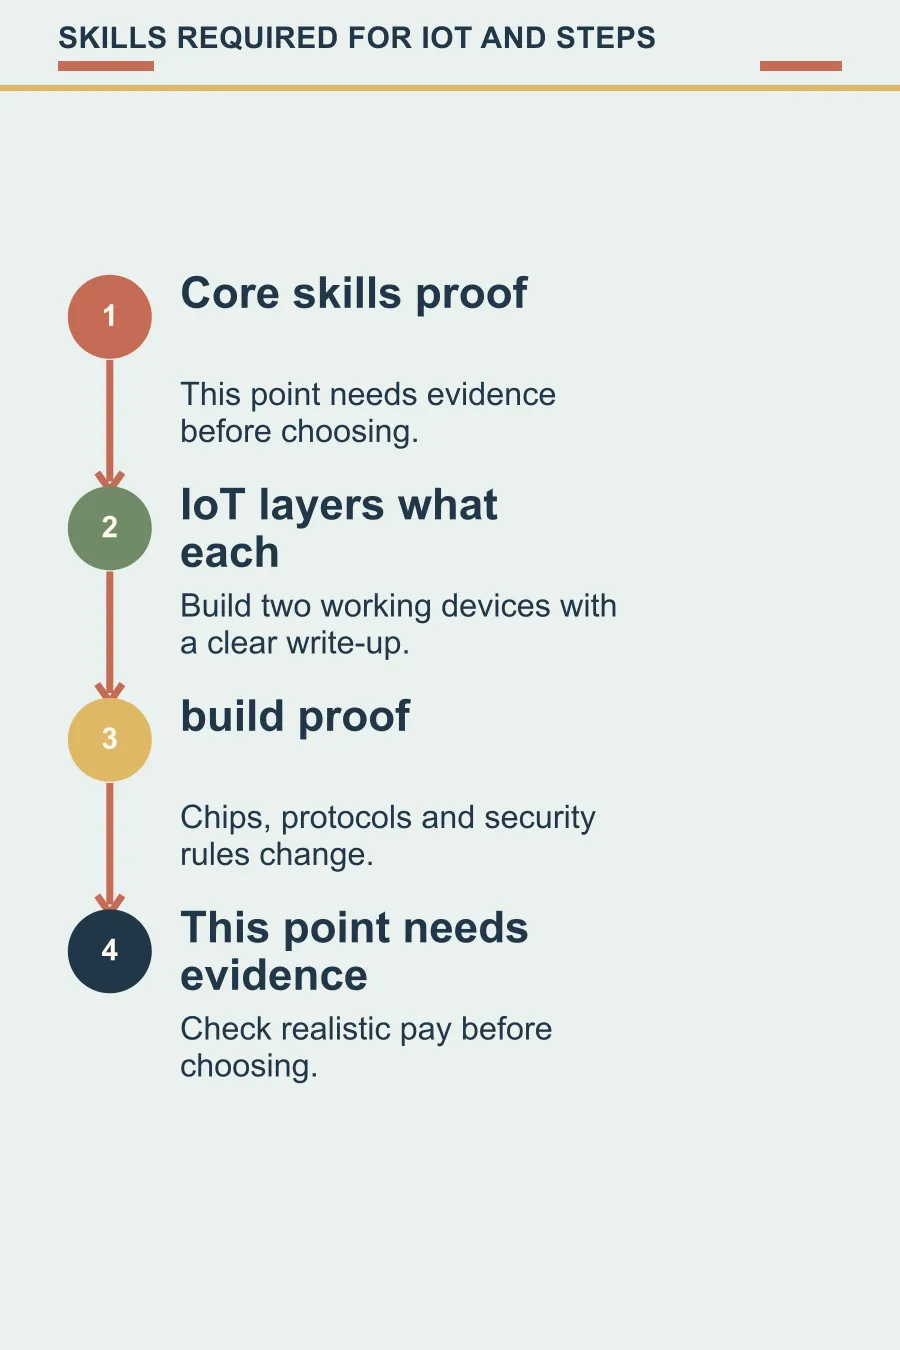 SKILLS REQUIRED FOR IOT AND STEPS
1
Core skills proof
This point needs evidence
before choosing.
2
IoT layers what
each
Build two working devices with
a clear write-up.
3
build proof
Chips, protocols and security
rules change.
4
This point needs
evidence
Check realistic pay before
choosing.